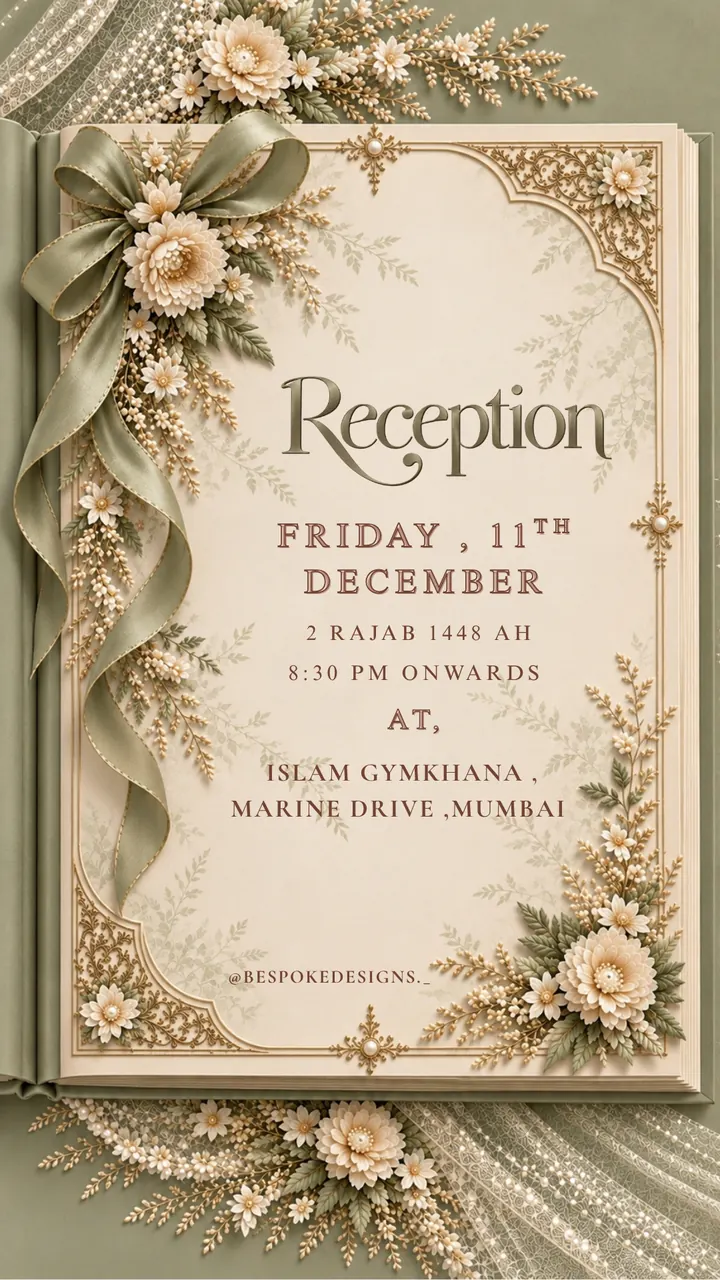 Reception
FRIDAY , 11TH
DECEMBER
2 RAJAB 1448 AH
8:30 PM ONWARDS
AT,
ISLAM GYMKHANA ,
MARINE DRIVE ,MUMBAI
@BESPOKEDESIGNS._